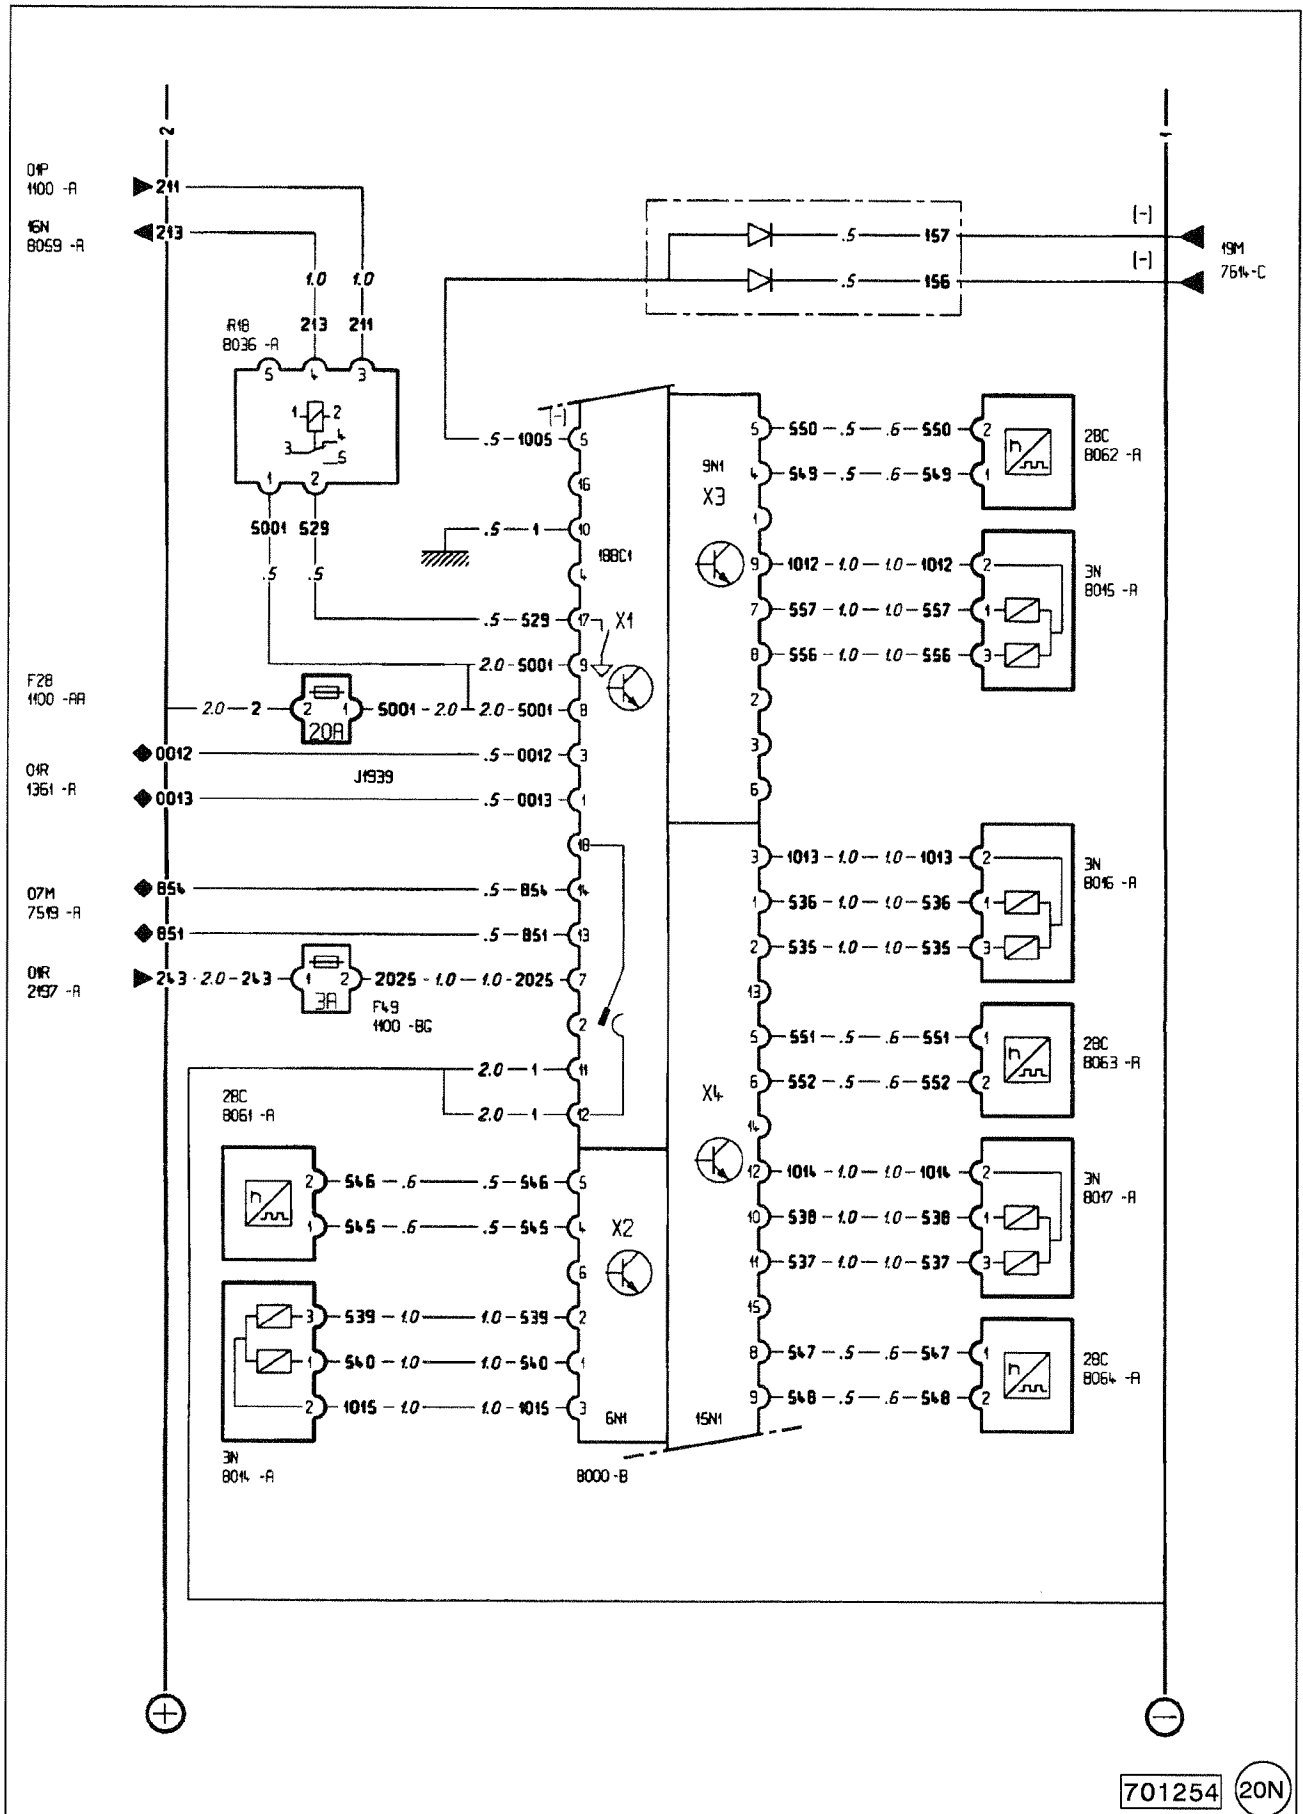 2
1
01P
1100 -A
211
16N
8059 -A
213
1.0 1.0
213 211
R18
8036 -A
5 4 3
1 2
3 4
5
1 2
5001 529
.5 .5
(-)
.5 157
(-)
.5 156
19M
7614-C
(-)
.5 - 1005 5
16
.5 - 1 10
18BC1
4
.5 - 529 17
X1
2.0 - 5001 9
F28
1100 -AA
2.0 - 2 2 1 5001 - 2.0 2.0 - 5001 8
20A
0012 .5 - 0012 3
01R
1361 -A
J1939
0013 .5 - 0013 1
18
854 .5 - 854 14
07M
7519 -A
851 .5 - 851 13
01R
2197 -A
243 - 2.0 - 243 1 2 2025 - 1.0 - 1.0 - 2025 7
3A
F49
1100 -BG
2
2.0 - 1 11
2.0 - 1 12
28C
8061 -A
n
2 546 - .6 .5 - 546 5
1 545 - .6 .5 - 545 4
6
X2
3 539 - 1.0 1.0 - 539 2
1 540 - 1.0 1.0 - 540 1
2 1015 - 1.0 1.0 - 1015 3
6N1
3N
8014 -A
8000 -B
9N1
X3
5 550 - .5 - .6 - 550 2
4 549 - .5 - .6 - 549 1
n
28C
8062 -A
1
9 1012 - 1.0 - 1.0 - 1012 2
7 557 - 1.0 - 1.0 - 557 1
8 556 - 1.0 - 1.0 - 556 3
3N
8015 -A
2
3
6
3 1013 - 1.0 - 1.0 - 1013 2
1 536 - 1.0 - 1.0 - 536 1
2 535 - 1.0 - 1.0 - 535 3
3N
8016 -A
13
5 551 - .5 - .6 - 551 1
6 552 - .5 - .6 - 552 2
n
28C
8063 -A
X4
14
12 1014 - 1.0 - 1.0 - 1014 2
10 538 - 1.0 - 1.0 - 538 1
11 537 - 1.0 - 1.0 - 537 3
3N
8017 -A
15
8 547 - .5 - .6 - 547 1
9 548 - .5 - .6 - 548 2
n
28C
8064 -A
15N1
+
−
701254 20N